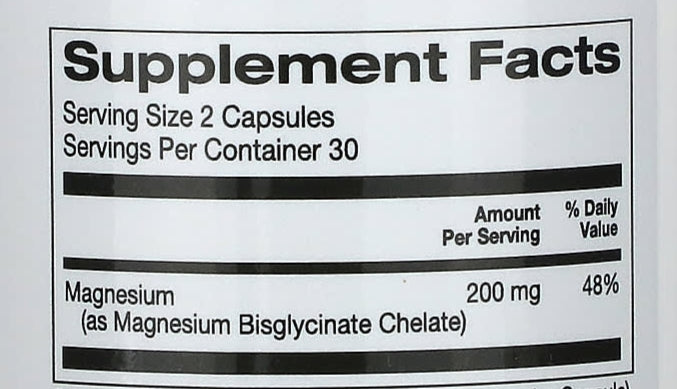 Supplement Facts
Serving Size 2 Capsules
Servings Per Container 30
Amount Per Serving
% Daily Value
Magnesium 200 mg 48%
(as Magnesium Bisglycinate Chelate)